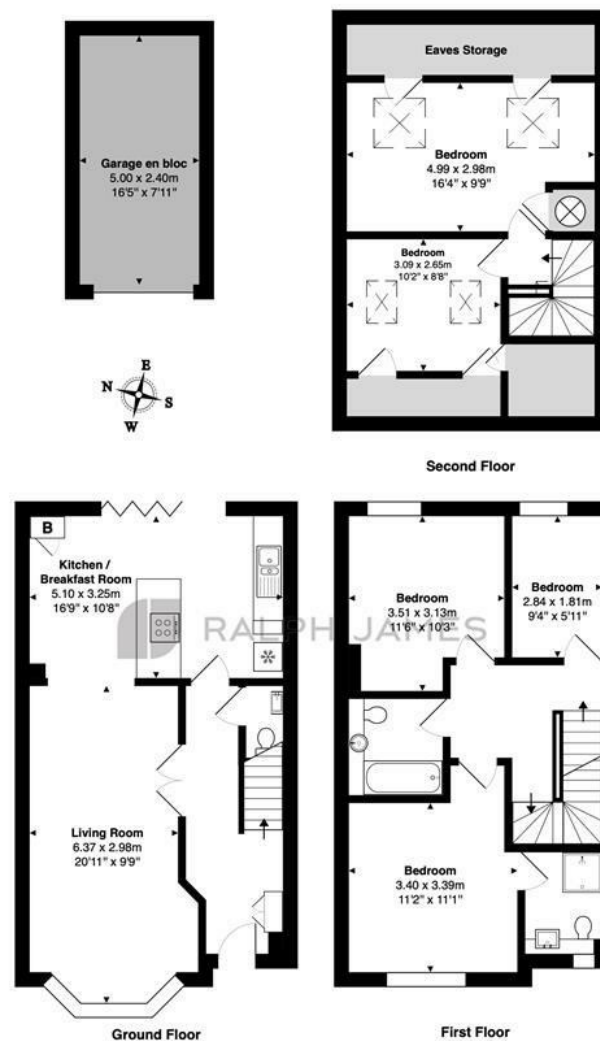 Garage en bloc
5.00 x 2.40m
16'5" x 7'11"
Eaves Storage
Bedroom
4.99 x 2.98m
16'4" x 9'9"
Bedroom
3.09 x 2.65m
10'2" x 8'8"
N
E
S
W
Second Floor
B
Kitchen /
Breakfast Room
5.10 x 3.25m
16'9" x 10'8"
Bedroom
3.51 x 3.13m
11'6" x 10'3"
Bedroom
2.84 x 1.81m
9'4" x 5'11"
RALPH JAMES
Living Room
6.37 x 2.98m
20'11" x 9'9"
Bedroom
3.40 x 3.39m
11'2" x 11'1"
Ground Floor
First Floor